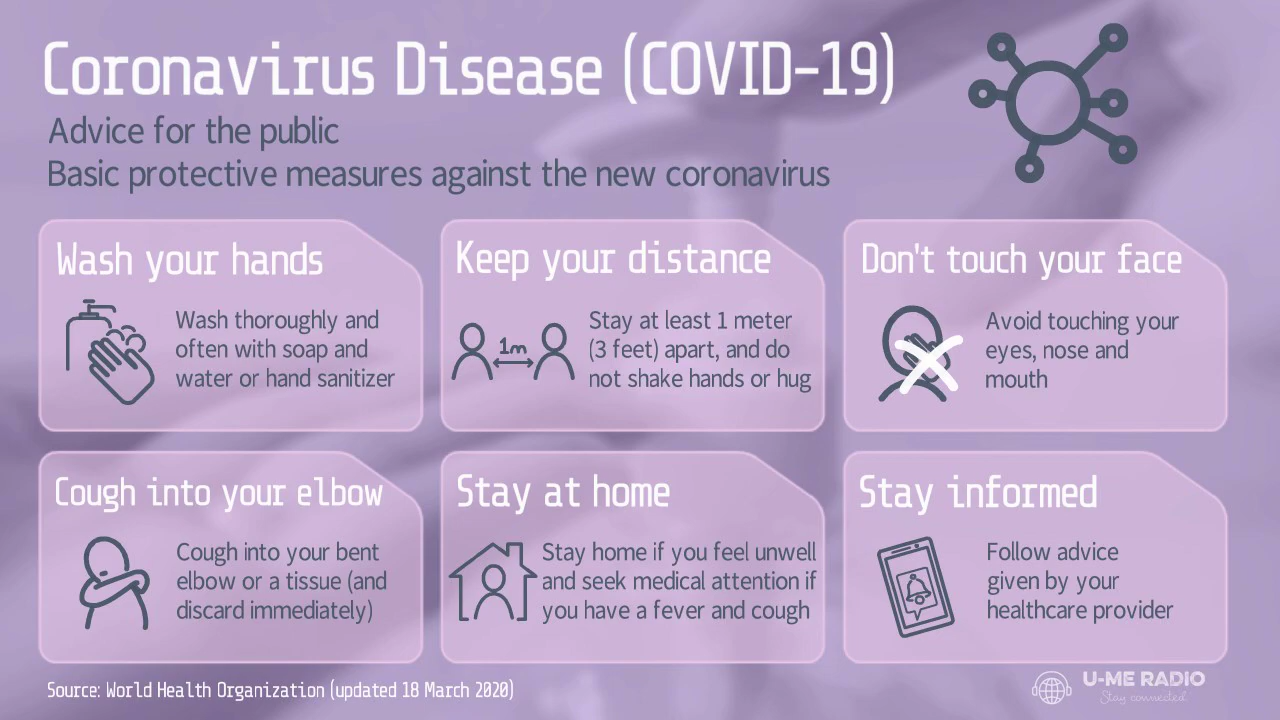 Coronavirus Disease (COVID-19)
Advice for the public
Basic protective measures against the new coronavirus
Wash your hands
Wash thoroughly and
often with soap and
water or hand sanitizer
Keep your distance
1m
Stay at least 1 meter
(3 feet) apart, and do
not shake hands or hug
Don't touch your face
Avoid touching your
eyes, nose and
mouth
Cough into your elbow
Cough into your bent
elbow or a tissue (and
discard immediately)
Stay at home
Stay home if you feel unwell
and seek medical attention if
you have a fever and cough
Stay informed
Follow advice
given by your
healthcare provider
Source: World Health Organization (updated 18 March 2020)
U-ME RADIO
Stay connected